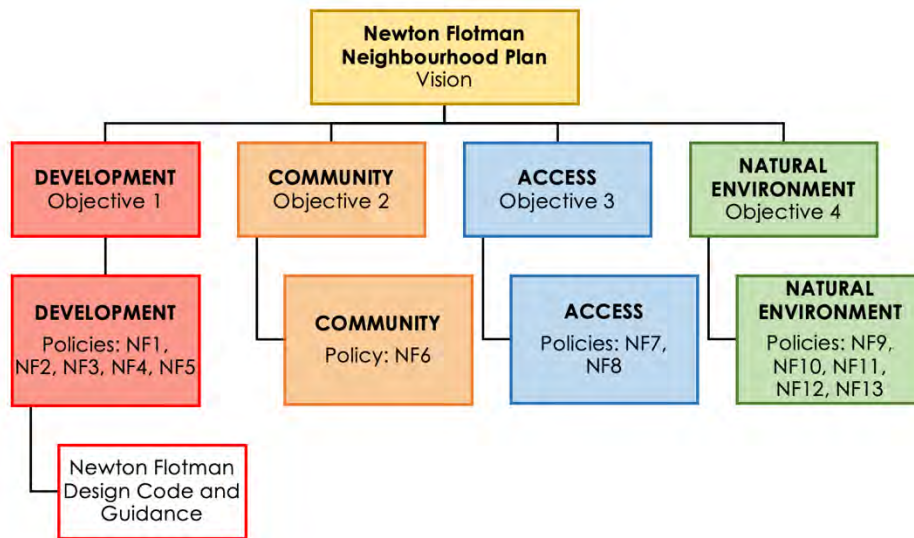 Newton Flotman
Neighbourhood Plan
Vision
DEVELOPMENT
Objective 1
COMMUNITY
Objective 2
ACCESS
Objective 3
NATURAL
ENVIRONMENT
Objective 4
DEVELOPMENT
Policies: NF1,
NF2, NF3, NF4, NF5
COMMUNITY
Policy: NF6
ACCESS
Policies: NF7,
NF8
NATURAL
ENVIRONMENT
Policies: NF9,
NF10, NF11,
NF12, NF13
Newton Flotman
Design Code and
Guidance